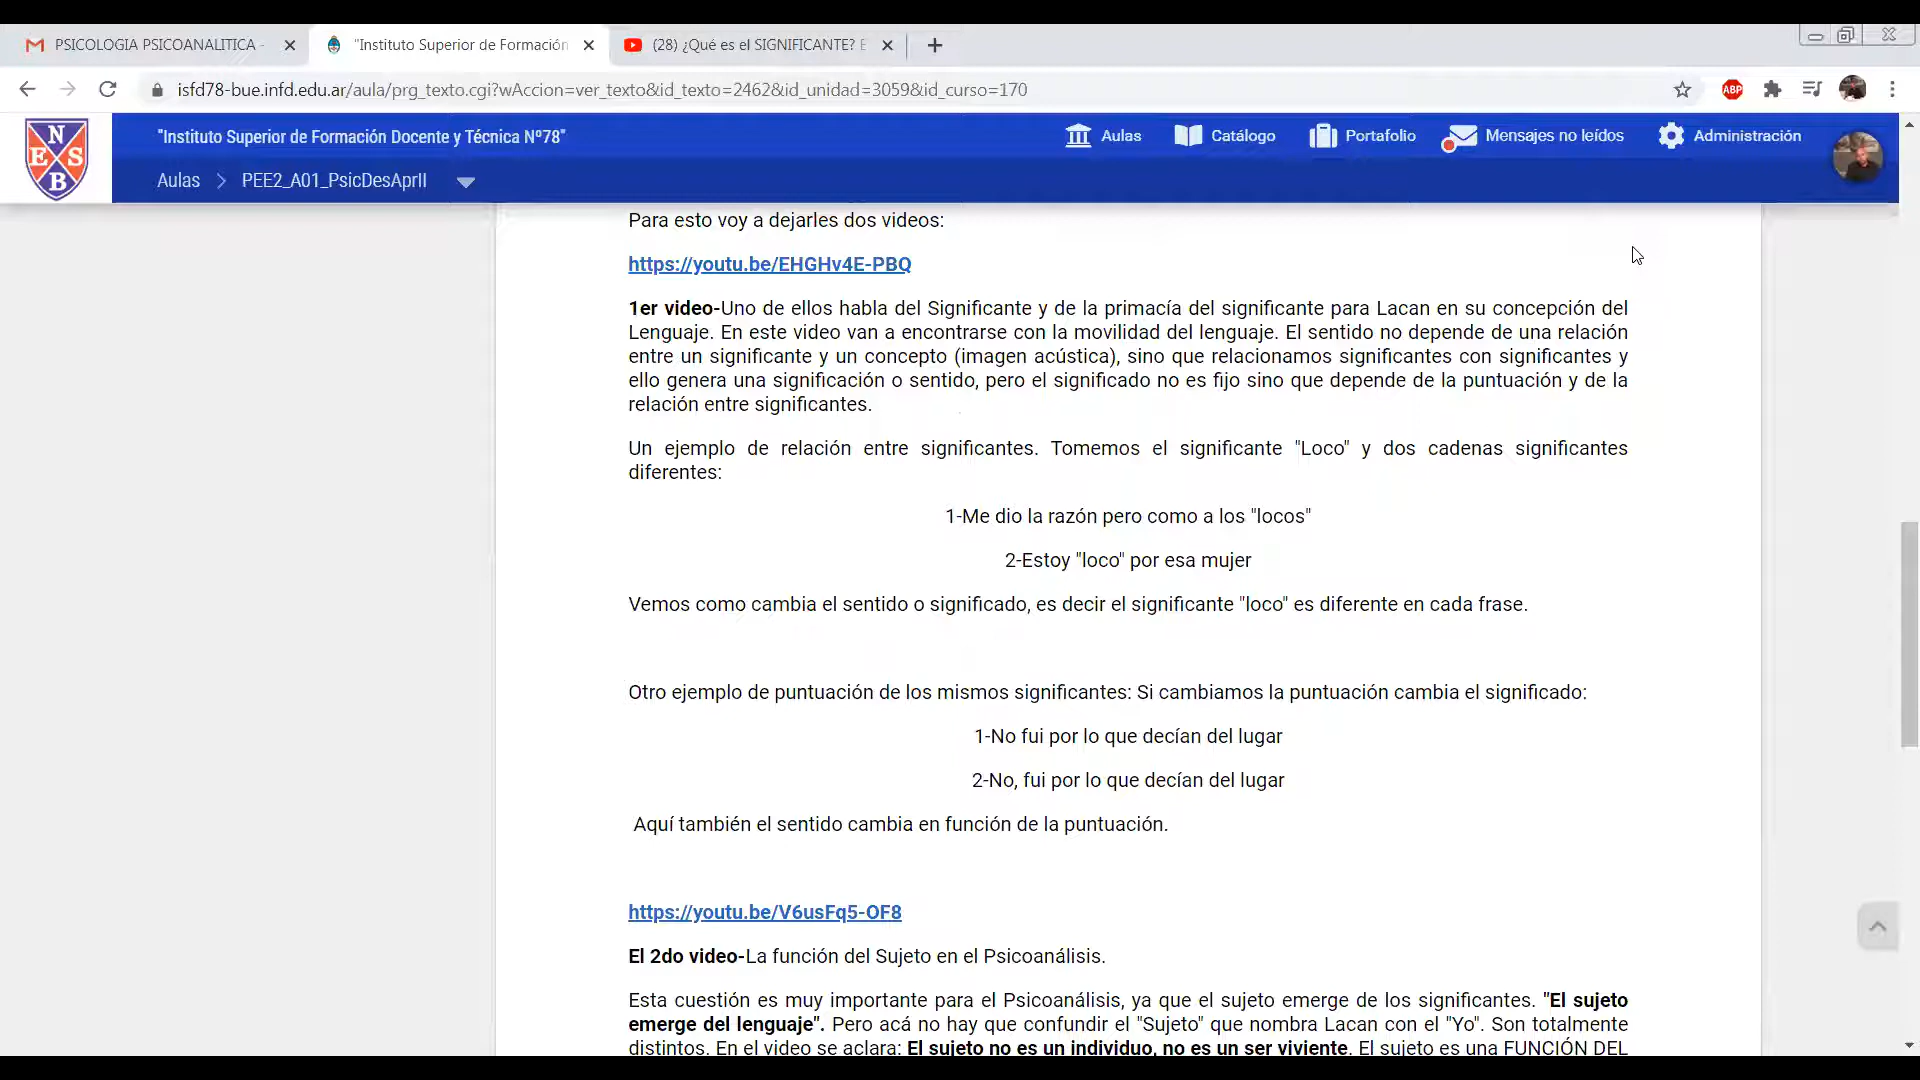 PSICOLOGIA PSICOANALITICA -
"Instituto Superior de Formación
(28) ¿Qué es el SIGNIFICANTE? E
isfd78-bue.infd.edu.ar/aula/prg_texto.cgi?wAccion=ver_texto&id_texto=2462&id_unidad=3059&id_curso=170
ABP
N
E S
B
"Instituto Superior de Formación Docente y Técnica Nº78"
Aulas
Catálogo
Portafolio
Mensajes no leídos
Administración
Aulas > PEE2_A01_PsicDesAprII
Para esto voy a dejarles dos videos:
https://youtu.be/EHGHv4E-PBQ
1er video-Uno de ellos habla del Significante y de la primacía del significante para Lacan en su concepción del
Lenguaje. En este video van a encontrarse con la movilidad del lenguaje. El sentido no depende de una relación
entre un significante y un concepto (imagen acústica), sino que relacionamos significantes con significantes y
ello genera una significación o sentido, pero el significado no es fijo sino que depende de la puntuación y de la
relación entre significantes.
Un ejemplo de relación entre significantes. Tomemos el significante "Loco" y dos cadenas significantes
diferentes:
1-Me dio la razón pero como a los "locos"
2-Estoy "loco" por esa mujer
Vemos como cambia el sentido o significado, es decir el significante "loco" es diferente en cada frase.
Otro ejemplo de puntuación de los mismos significantes: Si cambiamos la puntuación cambia el significado:
1-No fui por lo que decían del lugar
2-No, fui por lo que decían del lugar
Aquí también el sentido cambia en función de la puntuación.
https://youtu.be/V6usFq5-OF8
El 2do video-La función del Sujeto en el Psicoanálisis.
Esta cuestión es muy importante para el Psicoanálisis, ya que el sujeto emerge de los significantes. "El sujeto
emerge del lenguaje". Pero acá no hay que confundir el "Sujeto" que nombra Lacan con el "Yo". Son totalmente
distintos. En el video se aclara: El sujeto no es un individuo, no es un ser viviente. El sujeto es una FUNCIÓN DEL